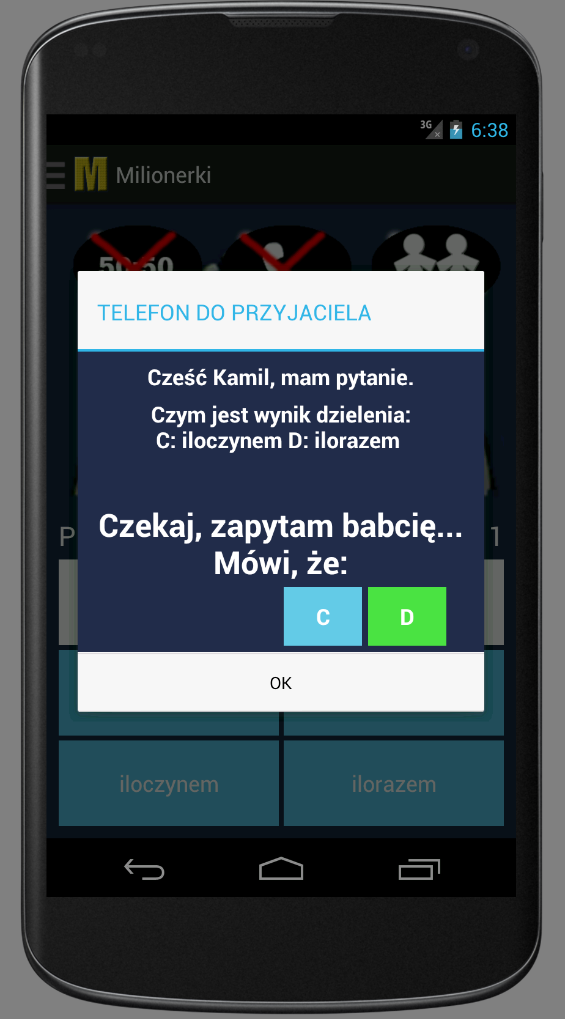 3G 6:38
M Milionerki
50:50
TELEFON DO PRZYJACIELA
Cześć Kamil, mam pytanie.
Czym jest wynik dzielenia:
C: iloczynem D: ilorazem
Czekaj, zapytam babcię...
Mówi, że:
P 1
C D
OK
iloczynem ilorazem